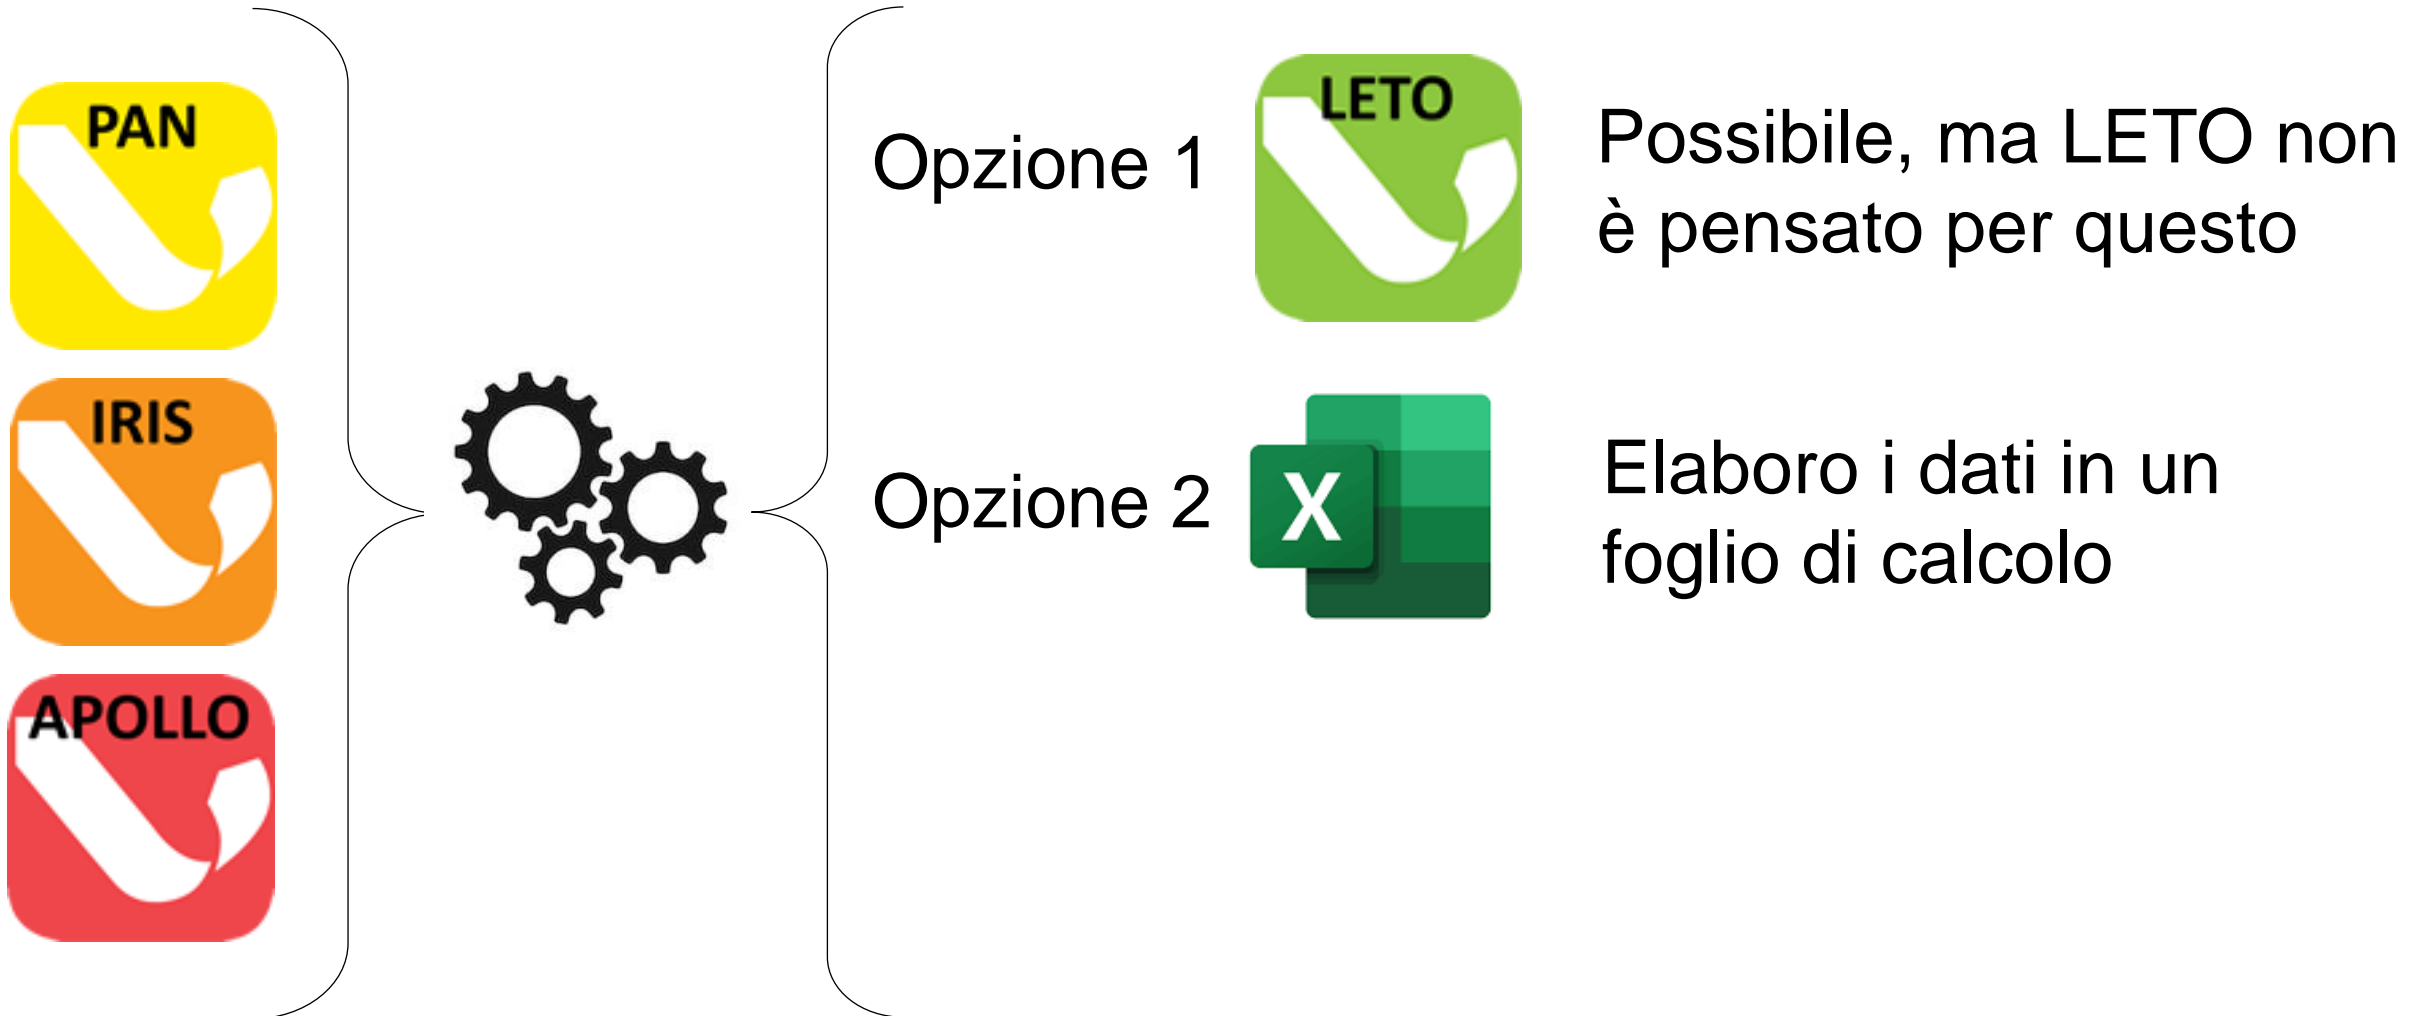 PAN
IRIS
APOLLO
Opzione 1
LETO
Possibile, ma LETO non
è pensato per questo
Opzione 2
X
Elaboro i dati in un
foglio di calcolo